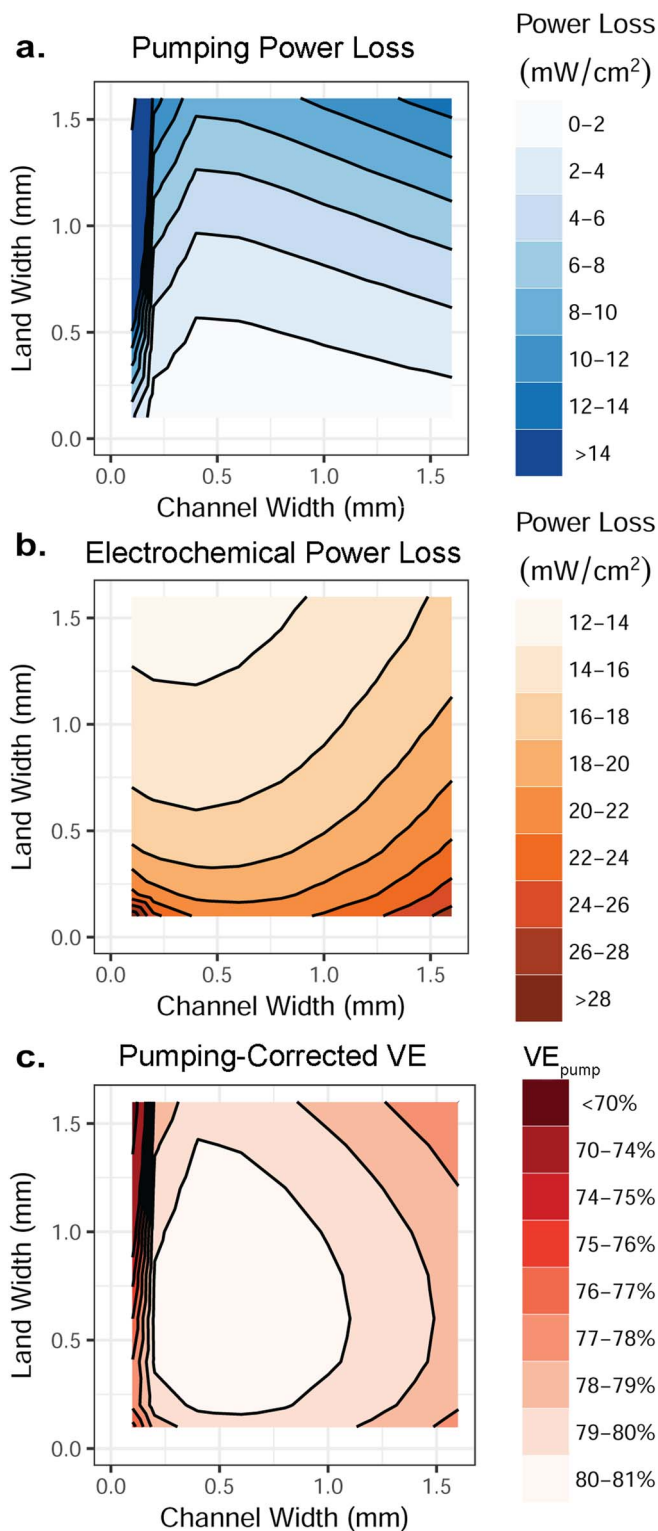 a.
Pumping Power Loss
Power Loss
(mW/cm²)
1.5
1.0
0.5
0.0
Land Width (mm)
0.0 0.5 1.0 1.5
Channel Width (mm)
0–2
2–4
4–6
6–8
8–10
10–12
12–14
>14
b.
Electrochemical Power Loss
Power Loss
(mW/cm²)
1.5
1.0
0.5
0.0
Land Width (mm)
0.0 0.5 1.0 1.5
Channel Width (mm)
12–14
14–16
16–18
18–20
20–22
22–24
24–26
26–28
>28
c.
Pumping-Corrected VE
VEpump
1.5
1.0
0.5
0.0
Land Width (mm)
0.0 0.5 1.0 1.5
Channel Width (mm)
<70%
70–74%
74–75%
75–76%
76–77%
77–78%
78–79%
79–80%
80–81%